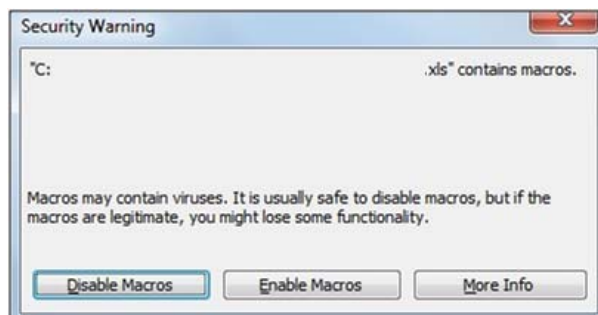 Security Warning
"C: .xls" contains macros.
Macros may contain viruses. It is usually safe to disable macros, but if the
macros are legitimate, you might lose some functionality.
Disable Macros Enable Macros More Info